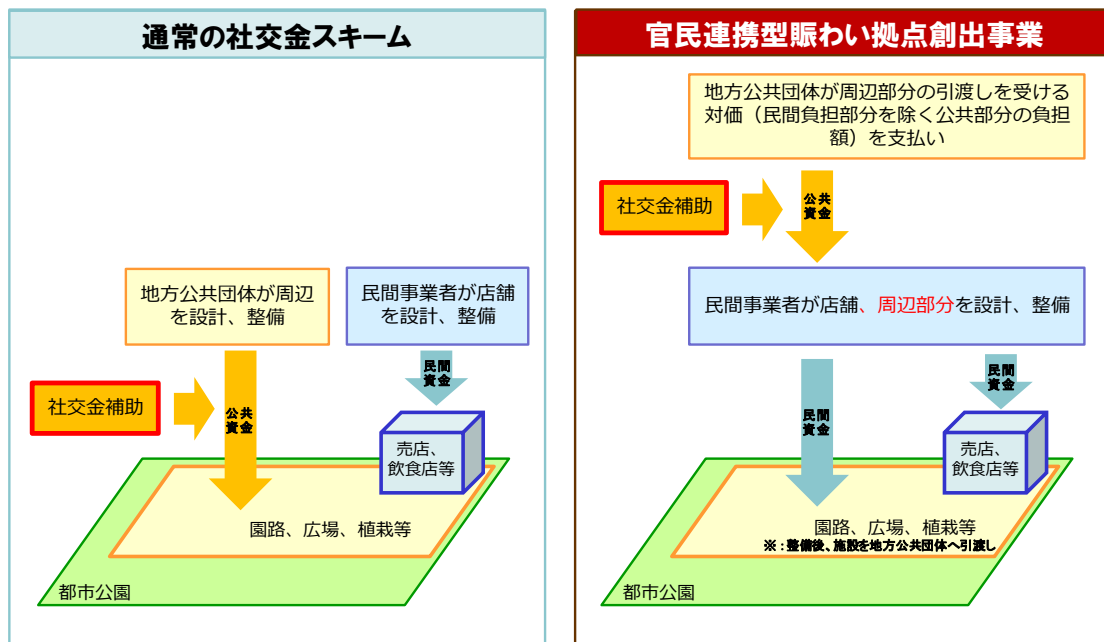 通常の社交金スキーム
地方公共団体が周辺
を設計、整備
民間事業者が店舗
を設計、整備
民間
資金
社交金補助
公共
資金
売店、
飲食店等
園路、広場、植栽等
都市公園
官民連携型賑わい拠点創出事業
地方公共団体が周辺部分の引渡しを受ける
対価（民間負担部分を除く公共部分の負担
額）を支払い
社交金補助
公共
資金
民間事業者が店舗、周辺部分を設計、整備
民間
資金
民間
資金
売店、
飲食店等
園路、広場、植栽等
※：整備後、施設を地方公共団体へ引渡し
都市公園